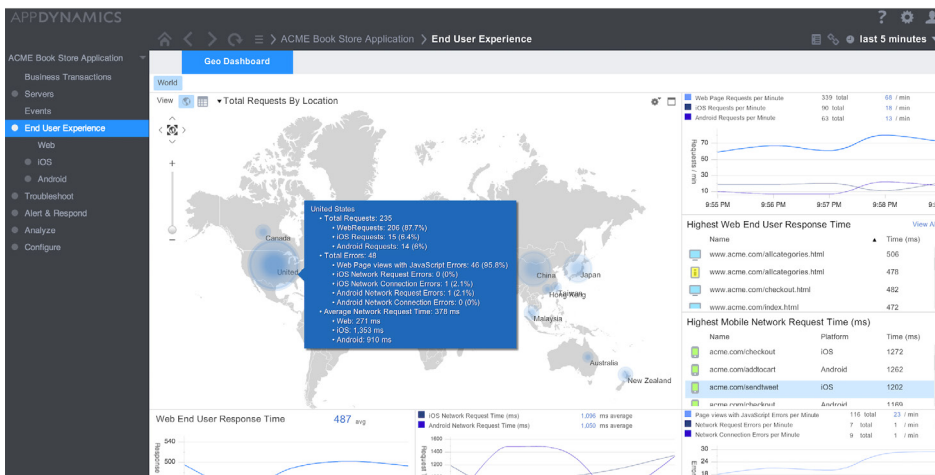 APPDYNAMICS
?
ACME Book Store Application
End User Experience
last 5 minutes
ACME Book Store Application
Business Transactions
Servers
Events
End User Experience
Web
iOS
Android
Troubleshoot
Alert & Respond
Analyze
Configure
Geo Dashboard
World
View
Total Requests By Location
Canada
United
China
Japan
Hong Kong
Taiwan
Malaysia
Australia
New Zealand
United States
• Total Requests: 235
• WebRequests: 206 (87.7%)
• iOS Requests: 15 (6.4%)
• Android Requests: 14 (6%)
• Total Errors: 48
• Web Page views with JavaScript Errors: 46 (95.8%)
• iOS Network Request Errors: 0 (0%)
• iOS Network Connection Errors: 1 (2.1%)
• Android Network Request Errors: 1 (2.1%)
• Android Network Connection Errors: 0 (0%)
• Average Network Request Time: 378 ms
• Web: 271 ms
• iOS: 1,353 ms
• Android: 910 ms
Web Page Requests per Minute 339 total 68 / min
iOS Requests per Minute 90 total 18 / min
Android Requests per Minute 63 total 13 / min
Requests / min
70
50
30
10
9:55 PM 9:56 PM 9:57 PM 9:58 PM
Highest Web End User Response Time View Al
Name Time (ms)
www.acme.com/allcategories.html 506
www.acme.com/allcategories.html 478
www.acme.com/checkout.html 482
www.acme.com/index.html 472
Highest Mobile Network Request Time (ms)
Name Platform Time (ms)
acme.com/checkout iOS 1272
acme.com/addtocart Android 1262
acme.com/sendtweet iOS 1202
acme.com/checkout Android 1169
Web End User Response Time 487 avg
540
500
Response
iOS Network Request Time (ms) 1,096 ms average
Android Network Request Time (ms) 1,050 ms average
1600
1400
1200
Page views with JavaScript Errors per Minute 116 total 23 / min
Network Request Errors per Minute 7 total 1 / min
Network Connection Errors per Minute 9 total 1 / min
30
24
18